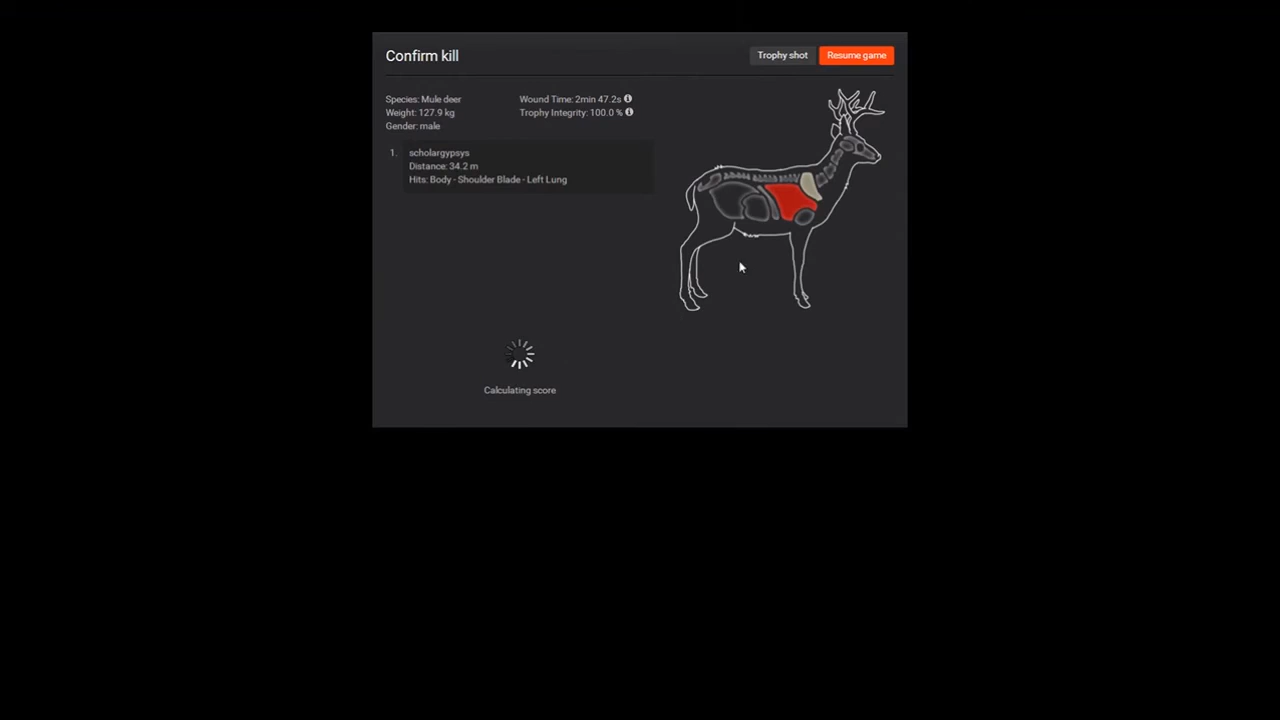 Confirm kill
Trophy shot
Resume game
Species: Mule deer
Weight: 127.9 kg
Gender: male
Wound Time: 2min 47.2s
Trophy Integrity: 100.0 %
1.
scholargypsys
Distance: 34.2 m
Hits: Body - Shoulder Blade - Left Lung
Calculating score